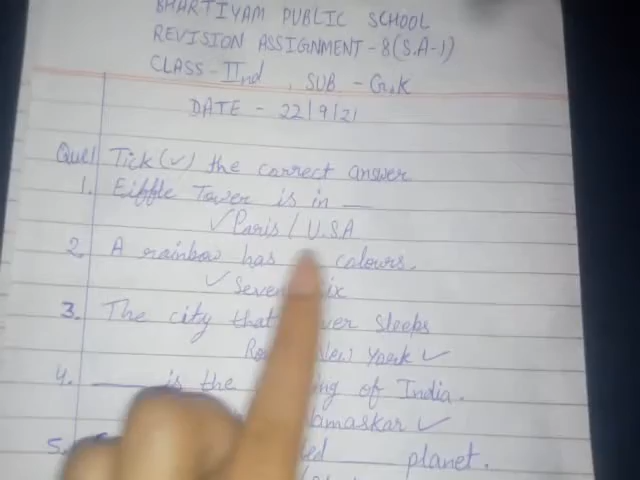 BHARTIYAM PUBLIC SCHOOL
REVISION ASSIGNMENT - 8 (S.A-1)
CLASS - IInd , SUB - G.K
DATE - 22/9/21
Que1 Tick (✓) the correct answer
1. Eiffle Tower is in —
✓ Paris / U.S.A
2. A rainbow has colours.
✓ Seven
3. The city that sleeps
New Yoark ✓
4. ____ is the of India.
✓
5. planet.